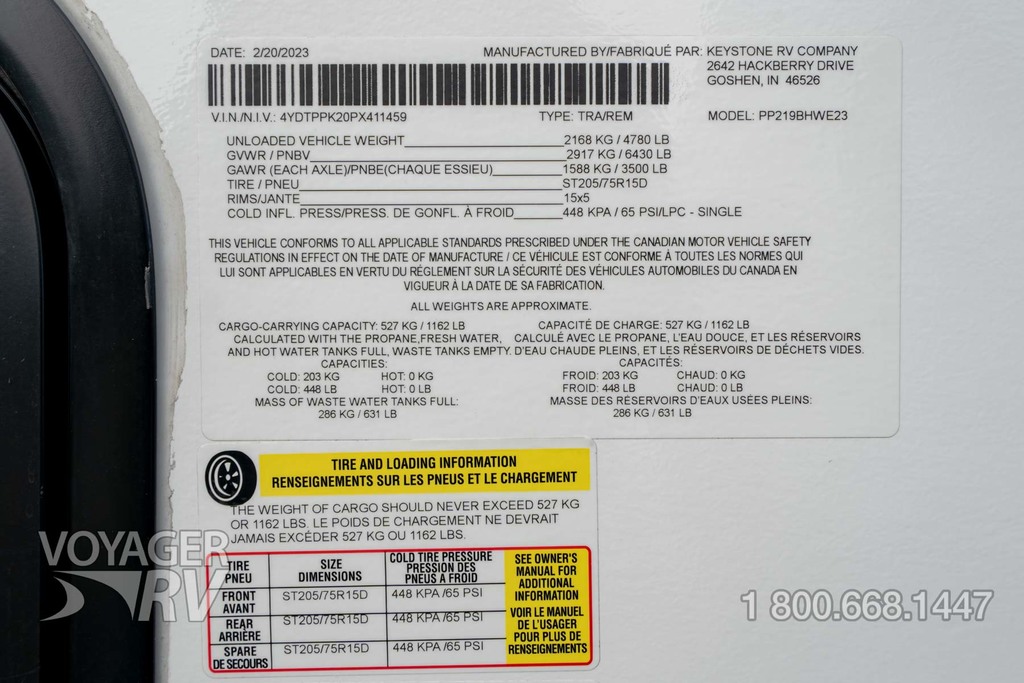 DATE: 2/20/2023 MANUFACTURED BY/FABRIQUÉ PAR: KEYSTONE RV COMPANY
2642 HACKBERRY DRIVE
GOSHEN, IN 46526
V.I.N./N.I.V.: 4YDTPPK20PX411459 TYPE: TRA/REM MODEL: PP219BHWE23
UNLOADED VEHICLE WEIGHT 2168 KG / 4780 LB
GVWR / PNBV 2917 KG / 6430 LB
GAWR (EACH AXLE)/PNBE(CHAQUE ESSIEU) 1588 KG / 3500 LB
TIRE / PNEU ST205/75R15D
RIMS/JANTE 15x5
COLD INFL. PRESS/PRESS. DE GONFL. À FROID 448 KPA / 65 PSI/LPC - SINGLE
THIS VEHICLE CONFORMS TO ALL APPLICABLE STANDARDS PRESCRIBED UNDER THE CANADIAN MOTOR VEHICLE SAFETY
REGULATIONS IN EFFECT ON THE DATE OF MANUFACTURE / CE VÉHICULE EST CONFORME À TOUTES LES NORMES QUI
LUI SONT APPLICABLES EN VERTU DU RÉGLEMENT SUR LA SÉCURITÉ DES VÉHICULES AUTOMOBILES DU CANADA EN
VIGUEUR À LA DATE DE SA FABRICATION.
ALL WEIGHTS ARE APPROXIMATE.
CARGO-CARRYING CAPACITY: 527 KG / 1162 LB CAPACITÉ DE CHARGE: 527 KG / 1162 LB
CALCULATED WITH THE PROPANE,FRESH WATER, CALCULÉ AVEC LE PROPANE, L'EAU DOUCE, ET LES RÉSERVOIRS
AND HOT WATER TANKS FULL, WASTE TANKS EMPTY. D'EAU CHAUDE PLEINS, ET LES RÉSERVOIRS DE DÉCHETS VIDES.
CAPACITIES: CAPACITÉS:
COLD: 203 KG HOT: 0 KG FROID: 203 KG CHAUD: 0 KG
COLD: 448 LB HOT: 0 LB FROID: 448 LB CHAUD: 0 LB
MASS OF WASTE WATER TANKS FULL: MASSE DES RÉSERVOIRS D'EAUX USÉES PLEINS:
286 KG / 631 LB 286 KG / 631 LB
TIRE AND LOADING INFORMATION
RENSEIGNEMENTS SUR LES PNEUS ET LE CHARGEMENT
THE WEIGHT OF CARGO SHOULD NEVER EXCEED 527 KG
OR 1162 LBS. LE POIDS DE CHARGEMENT NE DEVRAIT
JAMAIS EXCÉDER 527 KG OU 1162 LBS.
TIRE
PNEU
SIZE
DIMENSIONS
COLD TIRE PRESSURE
PRESSION DES
PNEUS A FROID
FRONT
AVANT
ST205/75R15D 448 KPA /65 PSI
REAR
ARRIÈRE
ST205/75R15D 448 KPA /65 PSI
SPARE
DE SECOURS
ST205/75R15D 448 KPA /65 PSI
SEE OWNER'S
MANUAL FOR
ADDITIONAL
INFORMATION
VOIR LE MANUEL
DE L'USAGER
POUR PLUS DE
RENSEIGNEMENTS
VOYAGER
RV
1 800.668.1447